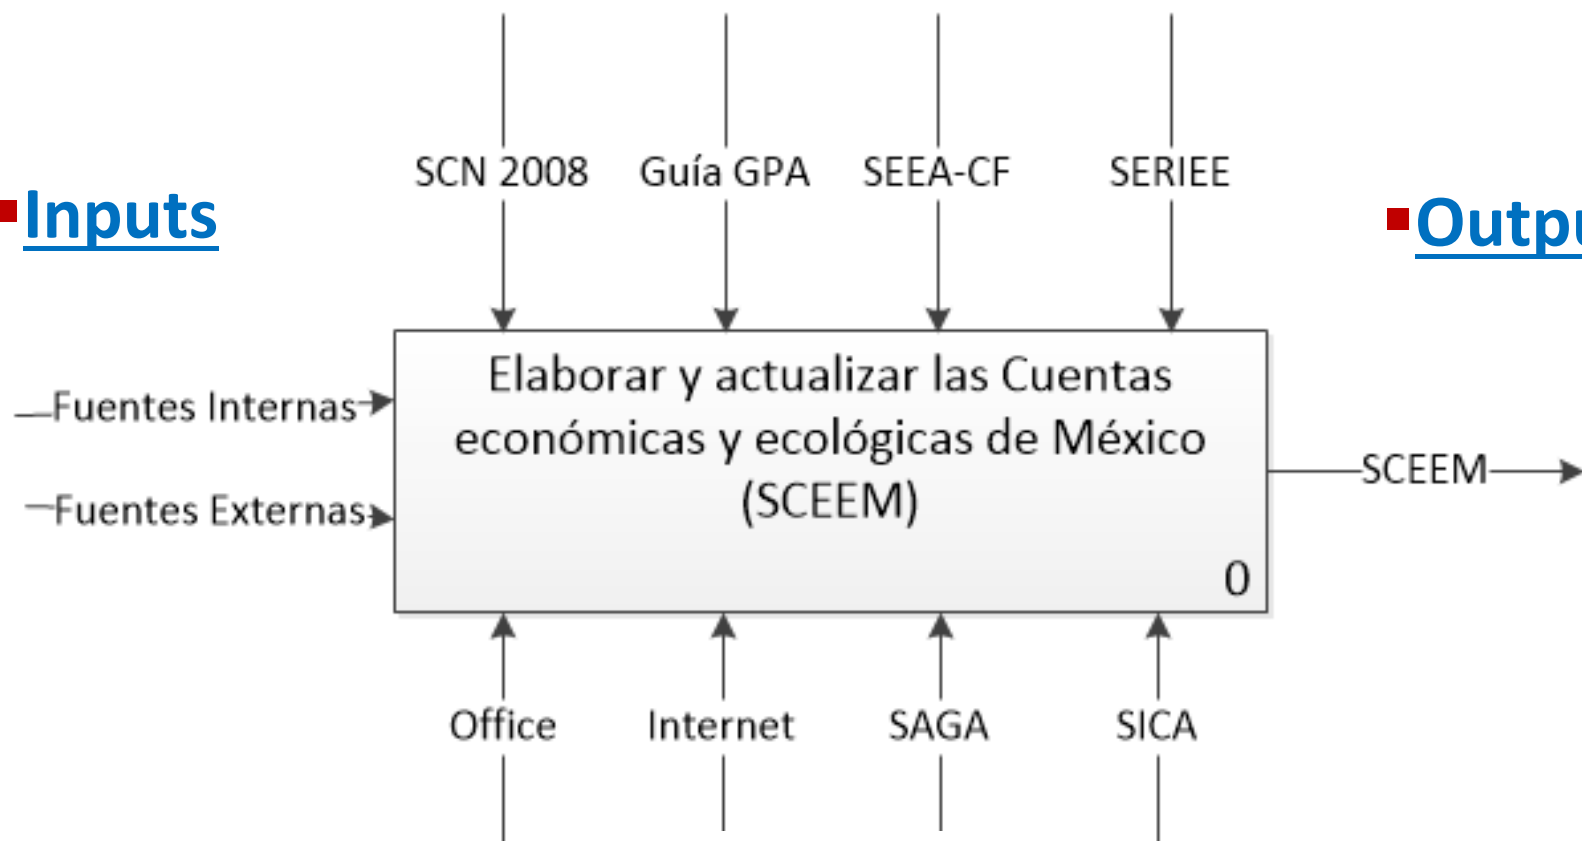 SCN 2008 Guía GPA SEEA-CF SERIEE
Inputs
Elaborar y actualizar las Cuentas
económicas y ecológicas de México
(SCEEM)
0
Fuentes Internas
Fuentes Externas
SCEEM
Office Internet SAGA SICA